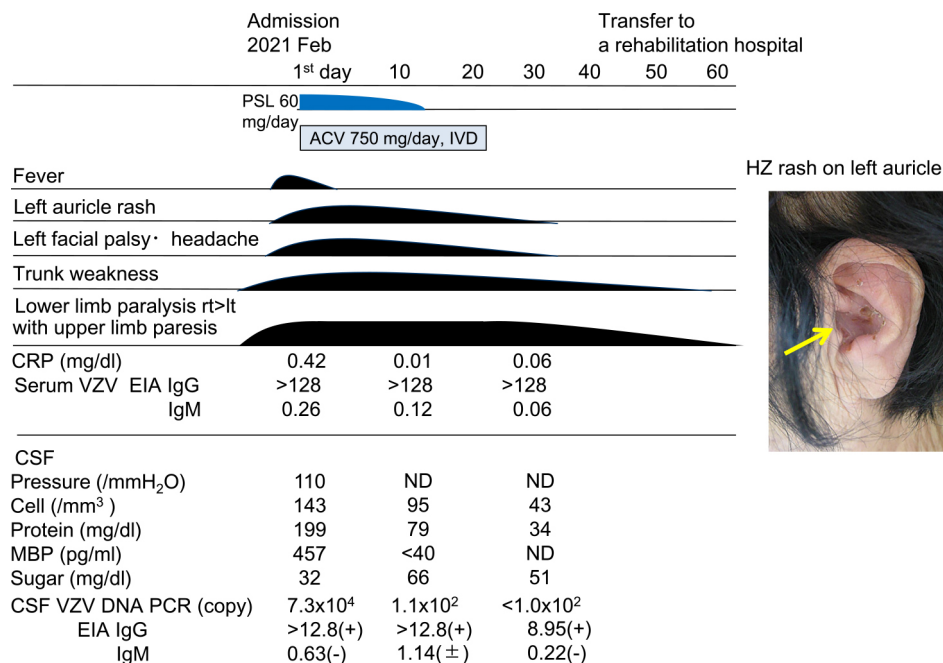 Admission
2021 Feb
Transfer to
a rehabilitation hospital
1st day 10 20 30 40 50 60
PSL 60
mg/day
ACV 750 mg/day, IVD
HZ rash on left auricle
Fever
Left auricle rash
Left facial palsy・ headache
Trunk weakness
Lower limb paralysis rt>lt
with upper limb paresis
CRP (mg/dl) 0.42 0.01 0.06
Serum VZV EIA IgG >128 >128 >128
IgM 0.26 0.12 0.06
CSF
Pressure (/mmH2O) 110 ND ND
Cell (/mm3 ) 143 95 43
Protein (mg/dl) 199 79 34
MBP (pg/ml) 457 <40 ND
Sugar (mg/dl) 32 66 51
CSF VZV DNA PCR (copy) 7.3x10⁴ 1.1x10² <1.0x10²
EIA IgG >12.8(+) >12.8(+) 8.95(+)
IgM 0.63(-) 1.14(±) 0.22(-)